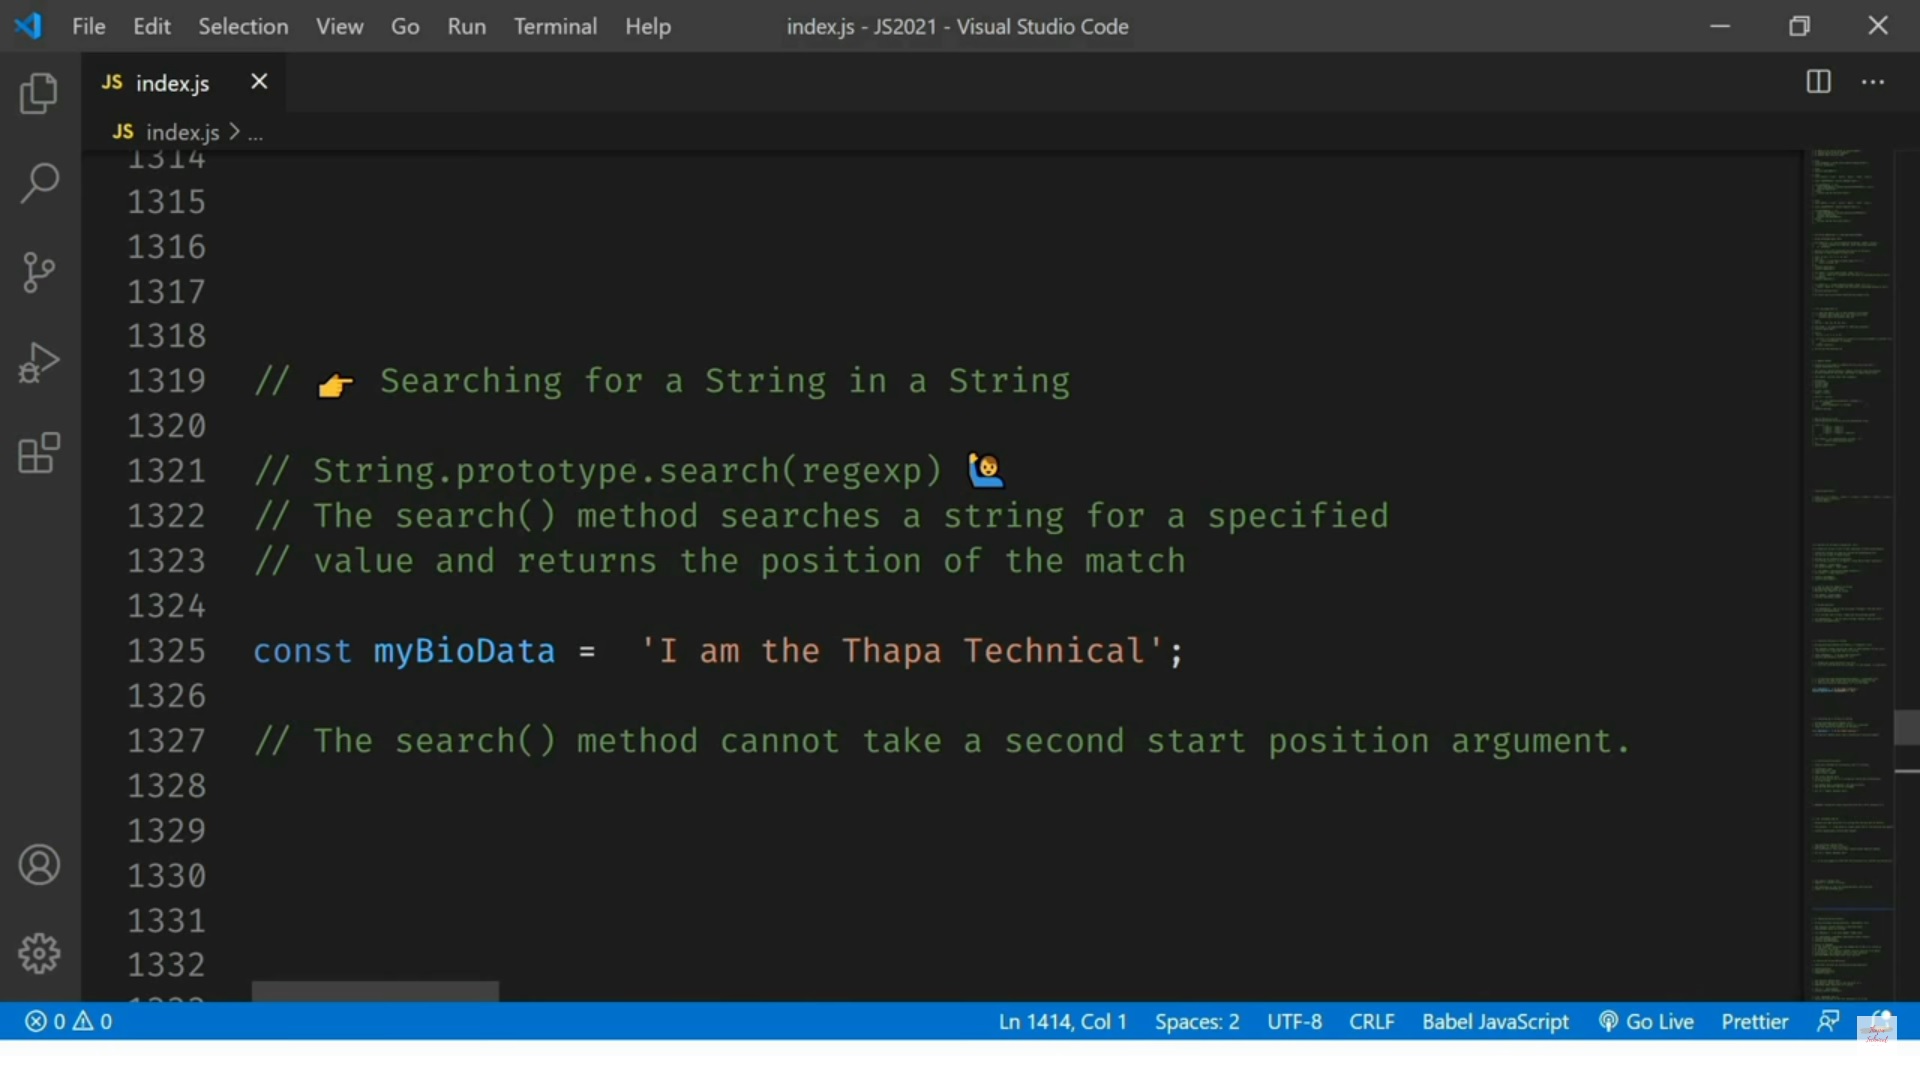 File Edit Selection View Go Run Terminal Help index.js - JS2021 - Visual Studio Code
JS index.js
JS index.js > ...
1314
1315
1316
1317
1318
1319 // 👉 Searching for a String in a String
1320
1321 // String.prototype.search(regexp) 🙋‍♂️
1322 // The search() method searches a string for a specified
1323 // value and returns the position of the match
1324
1325 const myBioData = 'I am the Thapa Technical';
1326
1327 // The search() method cannot take a second start position argument.
1328
1329
1330
1331
1332
0 0 Ln 1414, Col 1 Spaces: 2 UTF-8 CRLF Babel JavaScript Go Live Prettier